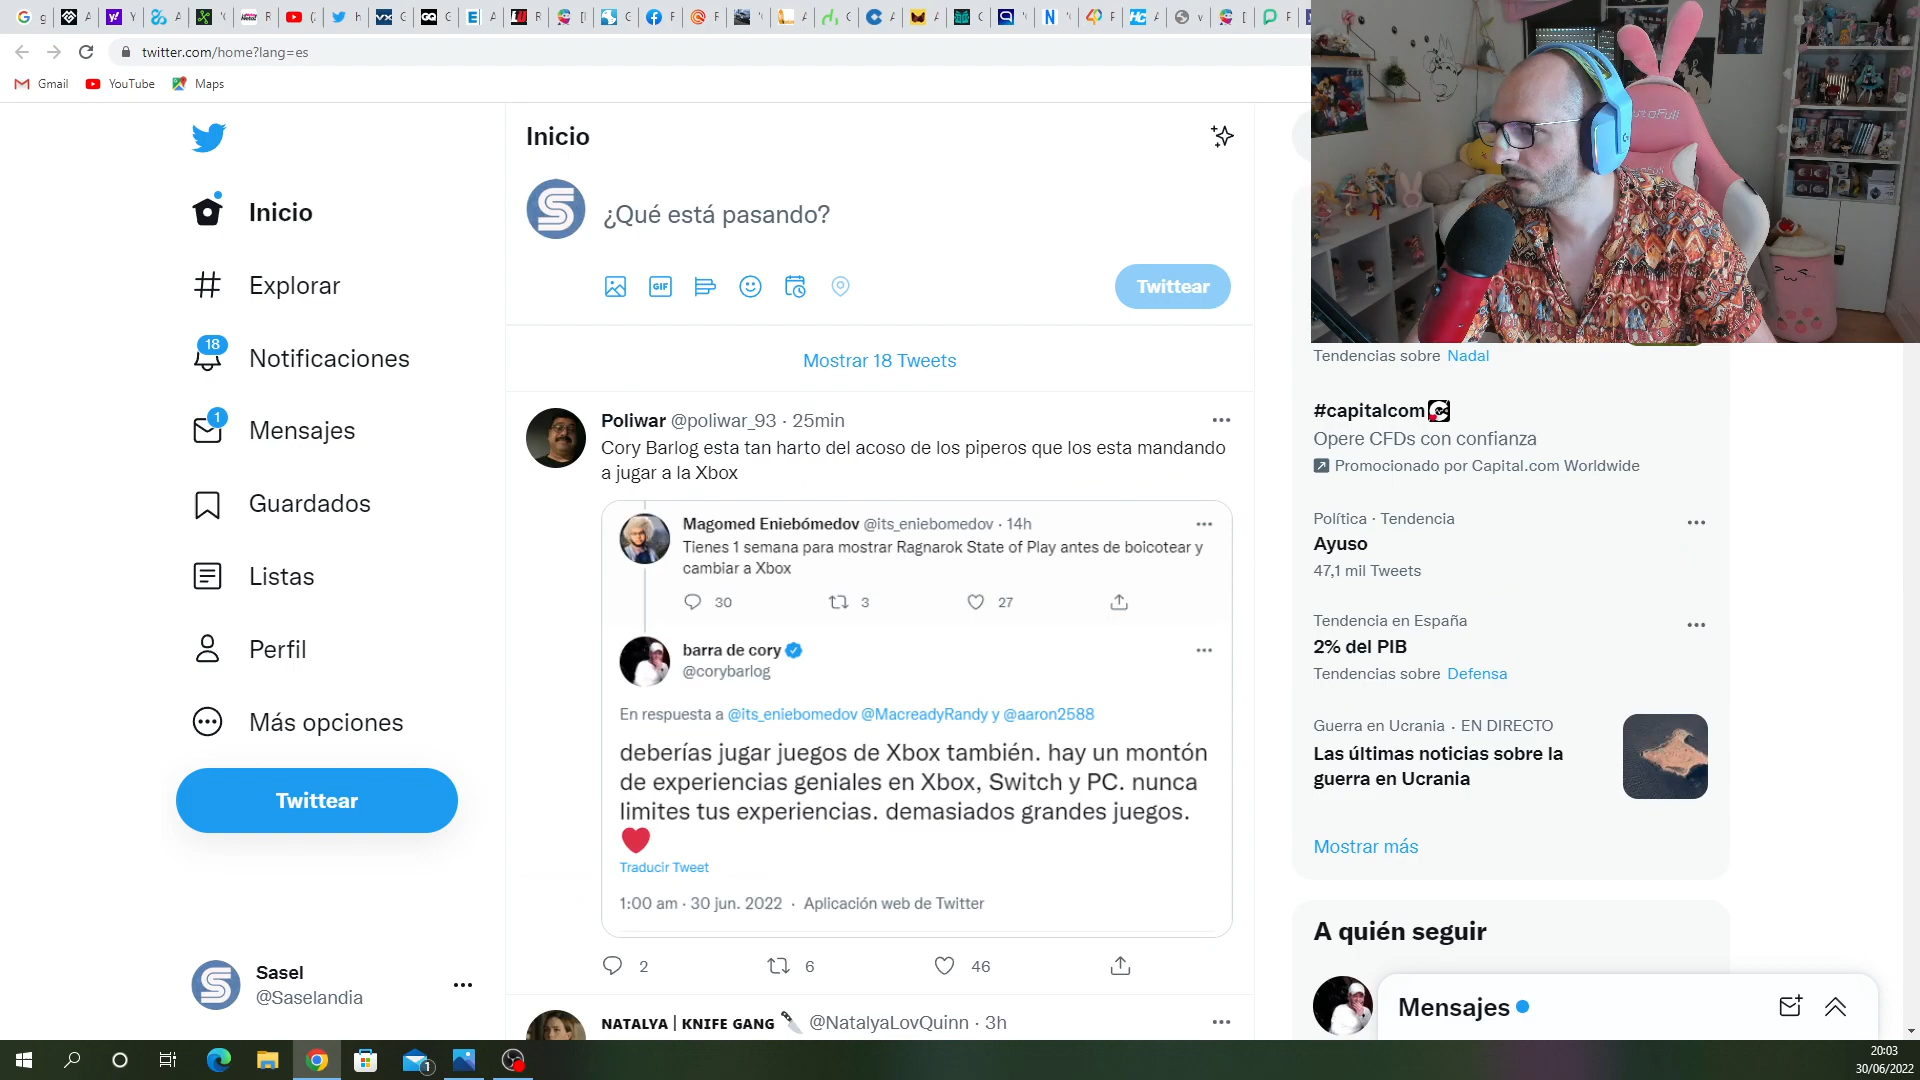 twitter.com/home?lang=es
Gmail
YouTube
Maps
Inicio
Explorar
18
Notificaciones
1
Mensajes
Guardados
Listas
Perfil
Más opciones
Twittear
Sasel
@Saselandia
Inicio
¿Qué está pasando?
GIF
Twittear
Mostrar 18 Tweets
Poliwar @poliwar_93 · 25min
Cory Barlog esta tan harto del acoso de los piperos que los esta mandando
a jugar a la Xbox
Magomed Eniebómedov @its_eniebomedov · 14h
Tienes 1 semana para mostrar Ragnarok State of Play antes de boicotear y
cambiar a Xbox
30 3 27
barra de cory
@corybarlog
En respuesta a @its_eniebomedov @MacreadyRandy y @aaron2588
deberías jugar juegos de Xbox también. hay un montón
de experiencias geniales en Xbox, Switch y PC. nunca
limites tus experiencias. demasiados grandes juegos.
Traducir Tweet
1:00 am · 30 jun. 2022 · Aplicación web de Twitter
2 6 46
NATALYA | KNIFE GANG @NatalyaLovQuinn · 3h
Tendencias sobre Nadal
#capitalcom
Opere CFDs con confianza
Promocionado por Capital.com Worldwide
Política · Tendencia
Ayuso
47,1 mil Tweets
Tendencia en España
2% del PIB
Tendencias sobre Defensa
Guerra en Ucrania · EN DIRECTO
Las últimas noticias sobre la
guerra en Ucrania
Mostrar más
A quién seguir
Mensajes
1
20:03
30/06/2022